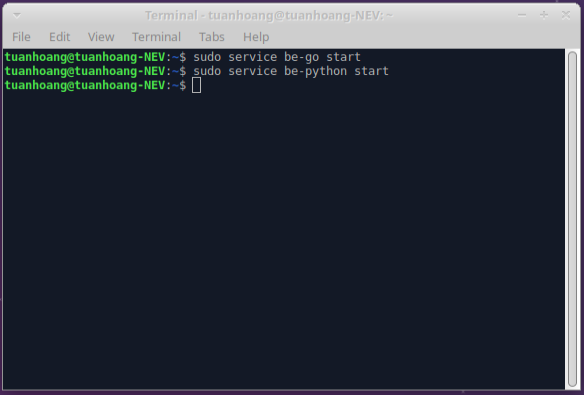 Terminal - tuanhoang@tuanhoang-NEV: ~
File Edit View Terminal Tabs Help
tuanhoang@tuanhoang-NEV:~$ sudo service be-go start
tuanhoang@tuanhoang-NEV:~$ sudo service be-python start
tuanhoang@tuanhoang-NEV:~$